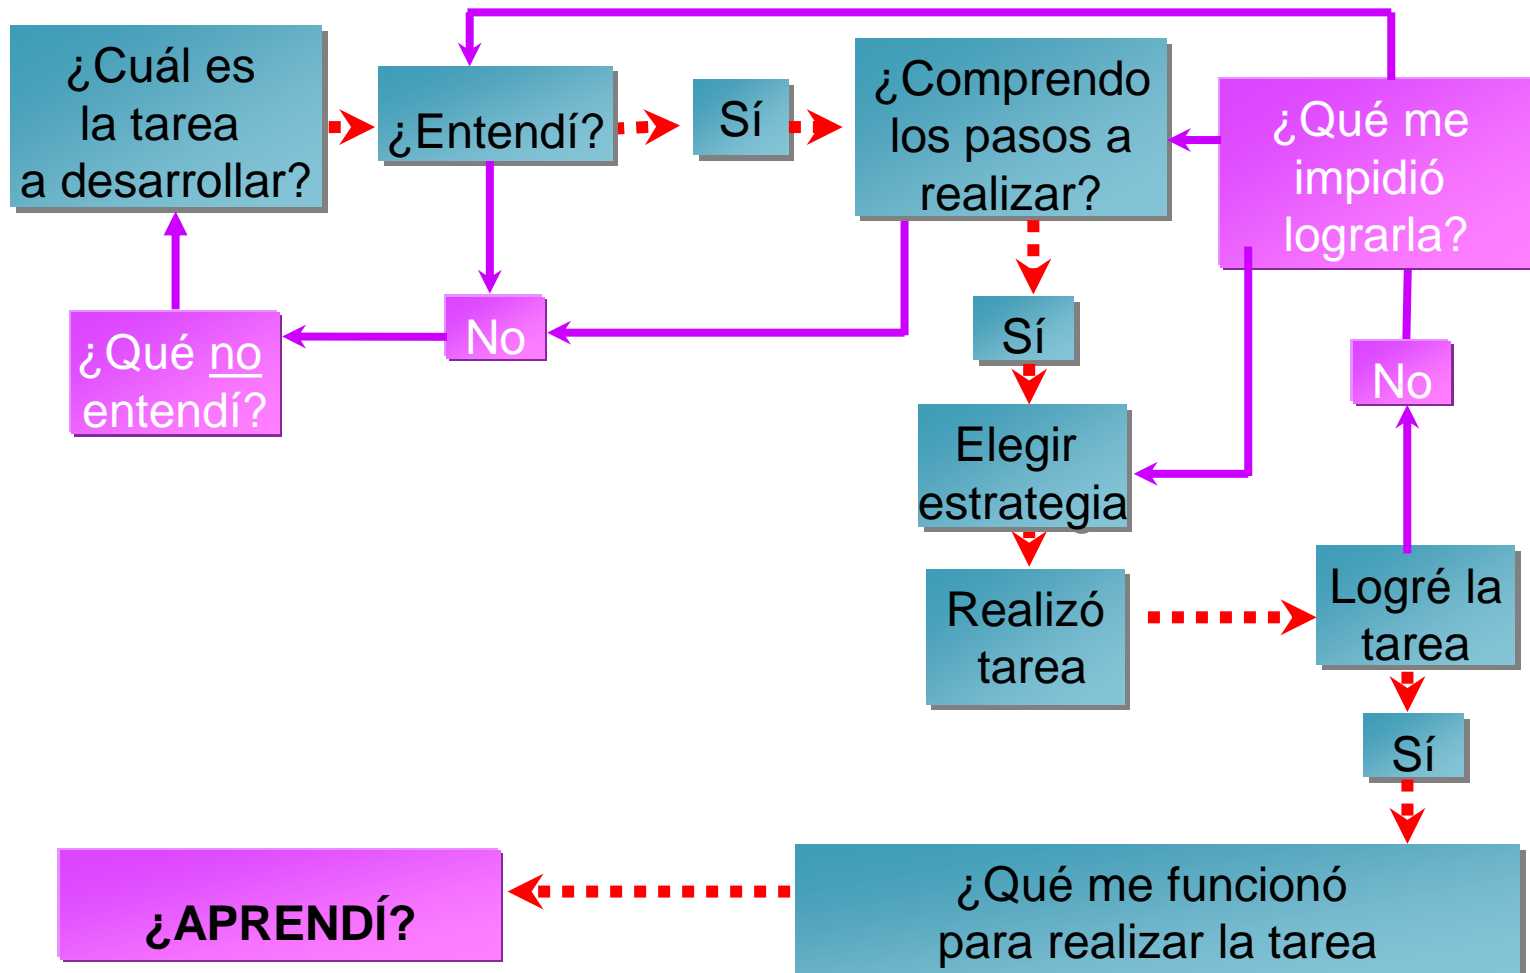 ¿Cuál es
la tarea
a desarrollar?
¿Entendí?
Sí
¿Comprendo
los pasos a
realizar?
¿Qué me
impidió
lograrla?
¿Qué no
entendí?
No
Sí
No
Elegir
estrategia
Realizó
tarea
Logré la
tarea
Sí
¿Qué me funcionó
para realizar la tarea
¿APRENDÍ?